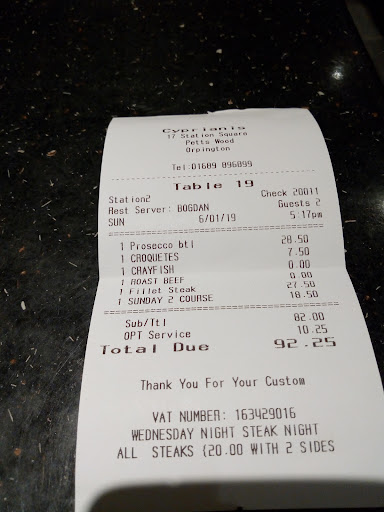 Cyprianis
17 Station Square
Petts Wood
Orpington
Tel:01689 896899
Table 19
Station2 Check 20011
Rest Server: BOGDAN Guests 2
SUN 6/01/19 5:17pm
1 Prosecco btl 28.50
1 CROQUETES 7.50
1 CRAYFISH 0.00
1 ROAST BEEF 0.00
1 Fillet Steak 27.50
1 SUNDAY 2 COURSE 18.50
Sub/Ttl 82.00
OPT Service 10.25
Total Due 92.25
Thank You For Your Custom
VAT NUMBER: 163429016
WEDNESDAY NIGHT STEAK NIGHT
ALL STEAKS (20.00 WITH 2 SIDES